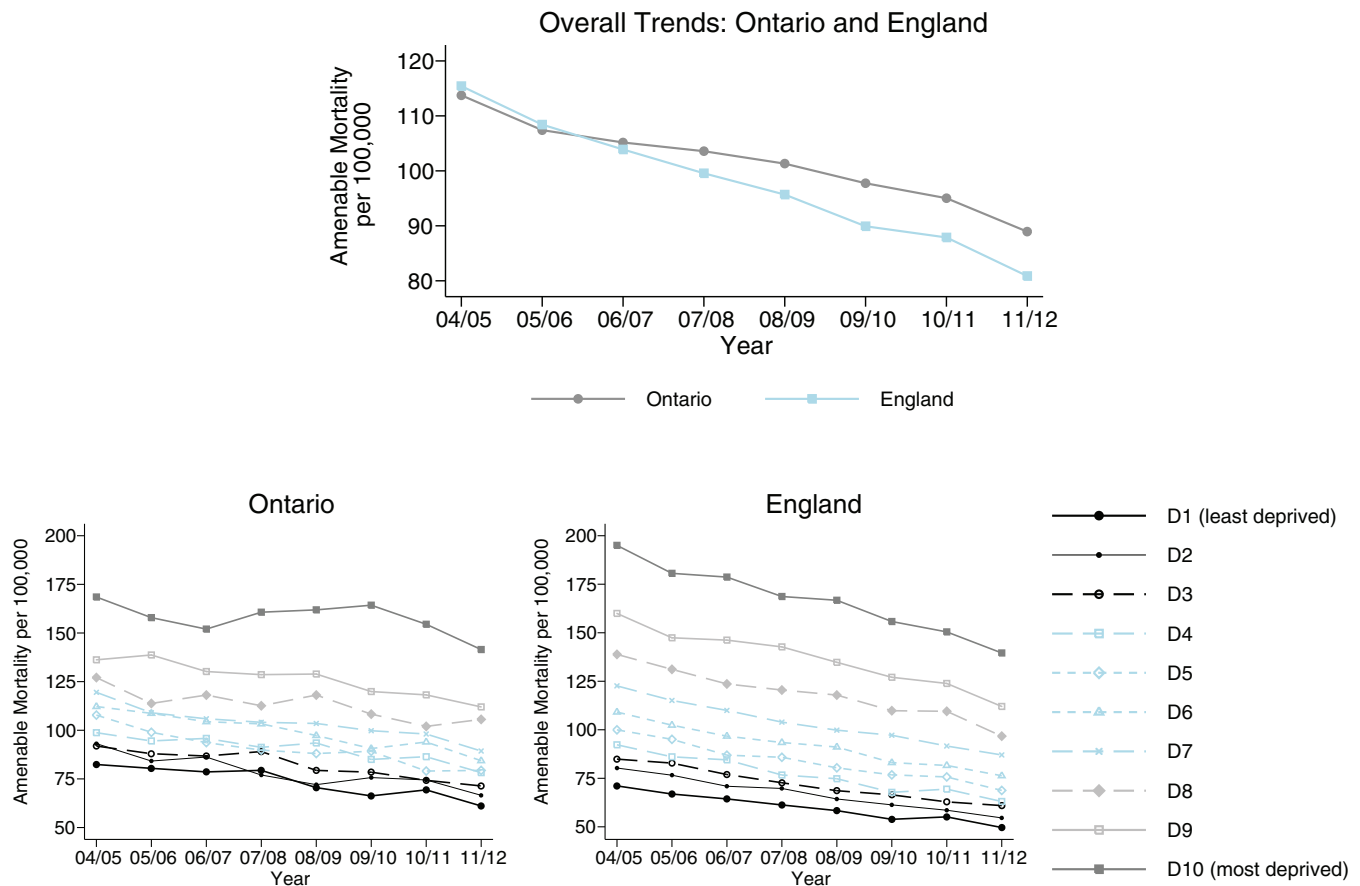 Overall Trends: Ontario and England
Amenable Mortality
per 100,000
120
110
100
90
80
04/05 05/06 06/07 07/08 08/09 09/10 10/11 11/12
Year
Ontario England
Ontario
Amenable Mortality per 100,000
200
175
150
125
100
75
50
04/05 05/06 06/07 07/08 08/09 09/10 10/11 11/12
Year
England
Amenable Mortality per 100,000
200
175
150
125
100
75
50
04/05 05/06 06/07 07/08 08/09 09/10 10/11 11/12
Year
D1 (least deprived)
D2
D3
D4
D5
D6
D7
D8
D9
D10 (most deprived)